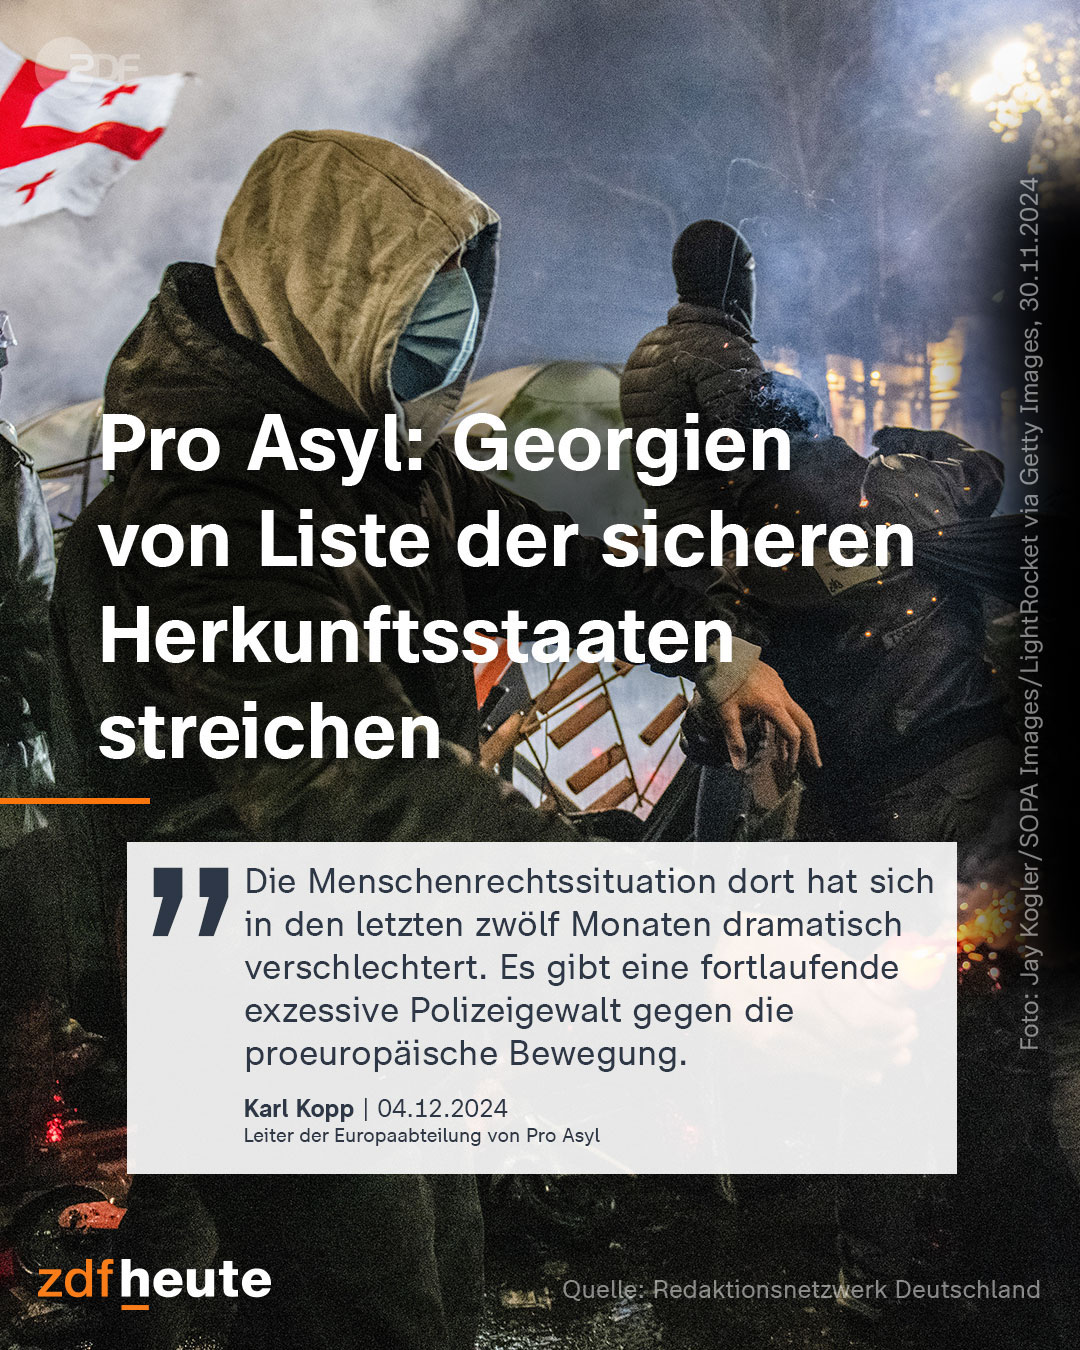 ZDF
Pro Asyl: Georgien
von Liste der sicheren
Herkunftsstaaten
streichen
” Die Menschenrechtssituation dort hat sich
in den letzten zwölf Monaten dramatisch
verschlechtert. Es gibt eine fortlaufende
exzessive Polizeigewalt gegen die
proeuropäische Bewegung.
Karl Kopp | 04.12.2024
Leiter der Europaabteilung von Pro Asyl
Foto: Jay Kogler/SOPA Images/LightRocket via Getty Images, 30.11.2024
zdfheute
Quelle: Redaktionsnetzwerk Deutschland